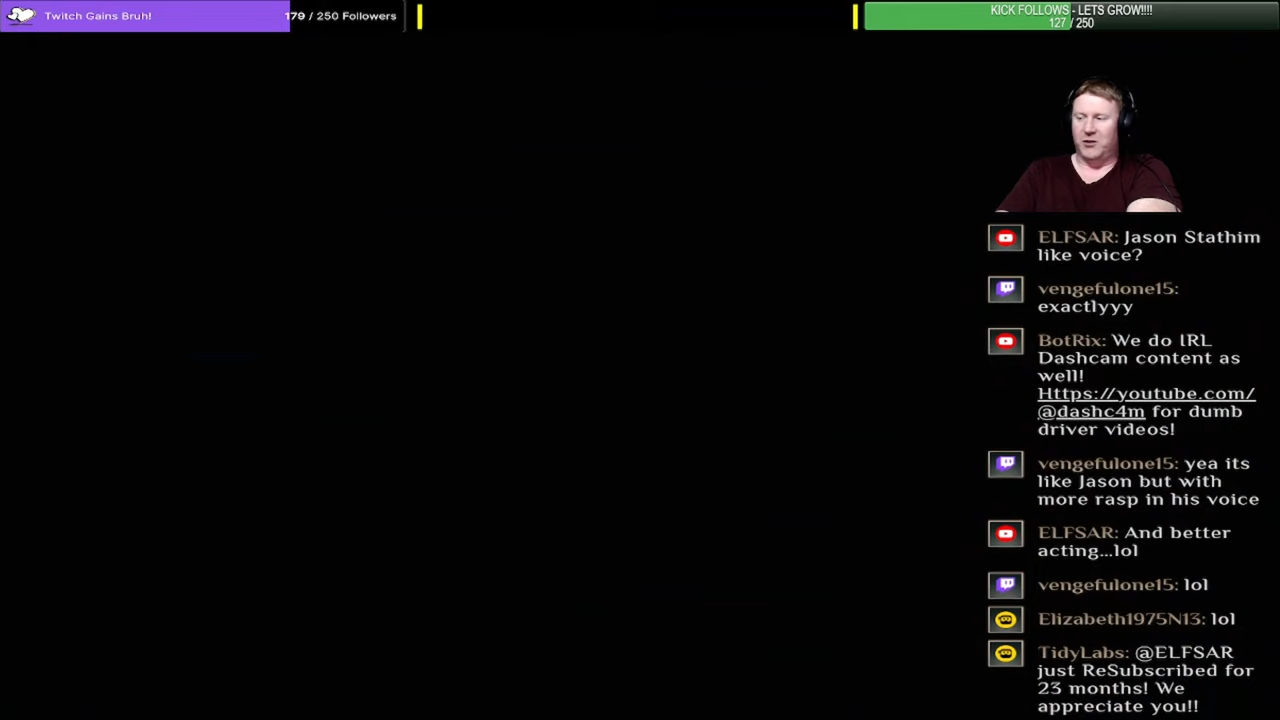 Twitch Gains Bruh!
179 / 250 Followers
KICK FOLLOWS - LETS GROW!!!!
127 / 250
ELFSAR: Jason Stathim
like voice?
vengefulone15:
exactlyyy
BotRix: We do IRL
Dashcam content as
well!
Https://youtube.com/
@dashc4m for dumb
driver videos!
vengefulone15: yea its
like Jason but with
more rasp in his voice
ELFSAR: And better
acting...lol
vengefulone15: lol
Elizabeth1975N13: lol
TidyLabs: @ELFSAR
just ReSubscribed for
23 months! We
appreciate you!!